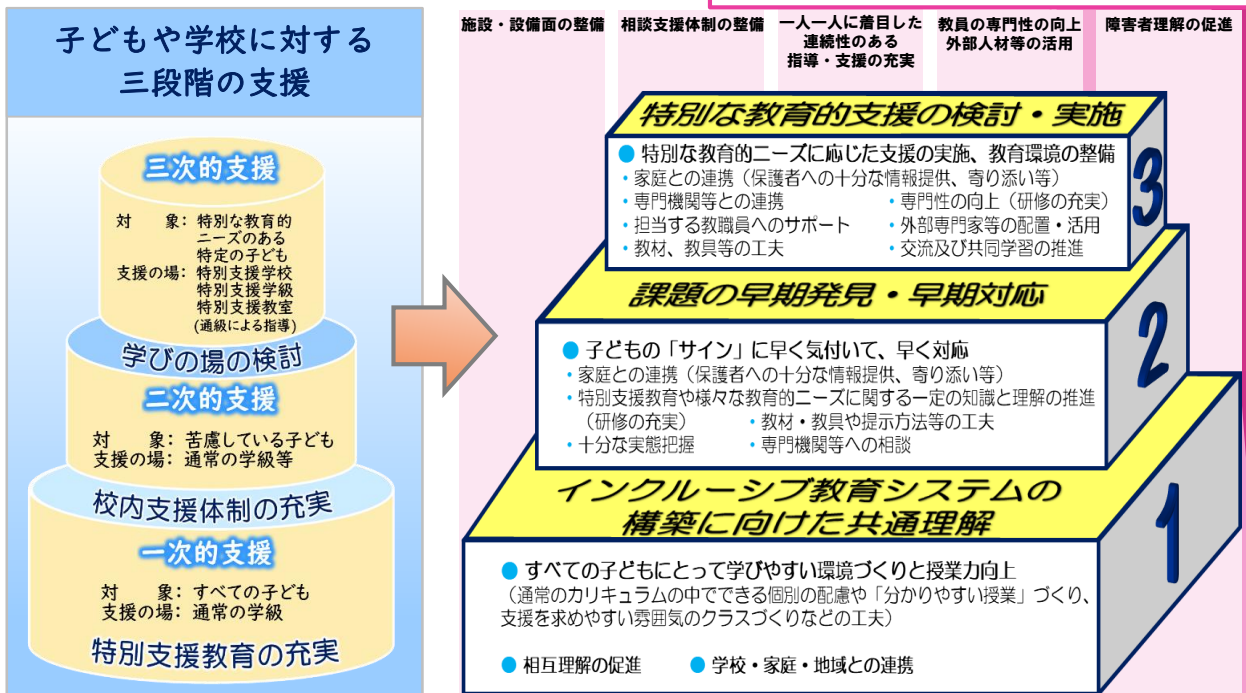 子どもや学校に対する
三段階の支援
三次的支援
対　　象：特別な教育的
ニーズのある
特定の子ども
支援の場：特別支援学校
特別支援学級
特別支援教室
(通級による指導)
学びの場の検討
二次的支援
対　　象：苦慮している子ども
支援の場：通常の学級等
校内支援体制の充実
一次的支援
対　　象：すべての子ども
支援の場：通常の学級
特別支援教育の充実
施設・設備面の整備
相談支援体制の整備
一人一人に着目した
連続性のある
指導・支援の充実
教員の専門性の向上
外部人材等の活用
障害者理解の促進
特別な教育的支援の検討・実施
● 特別な教育的ニーズに応じた支援の実施、教育環境の整備
・家庭との連携（保護者への十分な情報提供、寄り添い等）
・専門機関等との連携　・専門性の向上（研修の充実）
・担当する教職員へのサポート　・外部専門家等の配置・活用
・教材、教具等の工夫　・交流及び共同学習の推進
3
課題の早期発見・早期対応
● 子どもの「サイン」に早く気付いて、早く対応
・家庭との連携（保護者への十分な情報提供、寄り添い等）
・特別支援教育や様々な教育的ニーズに関する一定の知識と理解の推進
（研修の充実）　・教材・教具や提示方法等の工夫
・十分な実態把握　・専門機関等への相談
2
インクルーシブ教育システムの
構築に向けた共通理解
● すべての子どもにとって学びやすい環境づくりと授業力向上
（通常のカリキュラムの中でできる個別の配慮や「分かりやすい授業」づくり、
支援を求めやすい雰囲気のクラスづくりなどの工夫）
● 相互理解の促進　● 学校・家庭・地域との連携
1